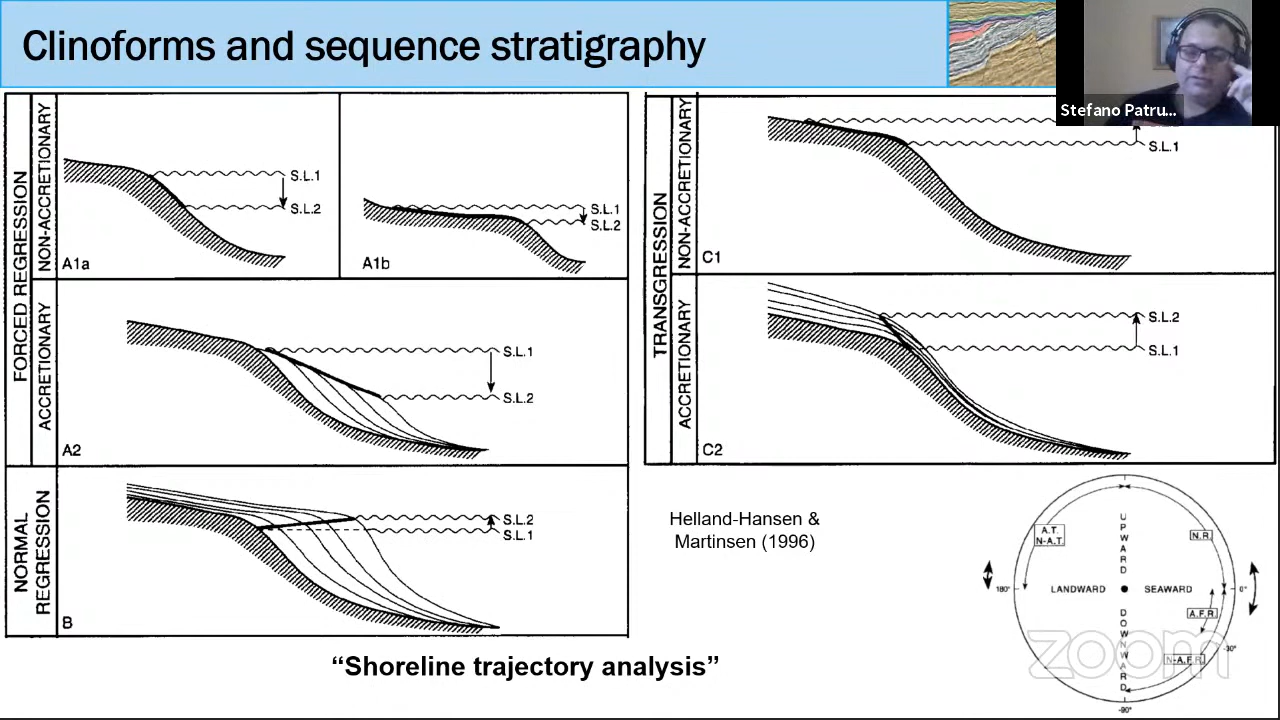 Clinoforms and sequence stratigraphy
Stefano Patru...
FORCED REGRESSION
NON-ACCRETIONARY
S.L.1
S.L.2
A1a
S.L.1
S.L.2
A1b
ACCRETIONARY
S.L.1
S.L.2
A2
NORMAL
REGRESSION
S.L.2
S.L.1
B
TRANSGRESSION
NON-ACCRETIONARY
S.L.1
C1
ACCRETIONARY
S.L.2
S.L.1
C2
Helland-Hansen &
Martinsen (1996)
UPWARD
A.T.
N-A.T.
N.R.
180°
LANDWARD
SEAWARD
0°
A.F.R.
DOWNWARD
N-A.F.R.
-30°
-90°
zoom
“Shoreline trajectory analysis”